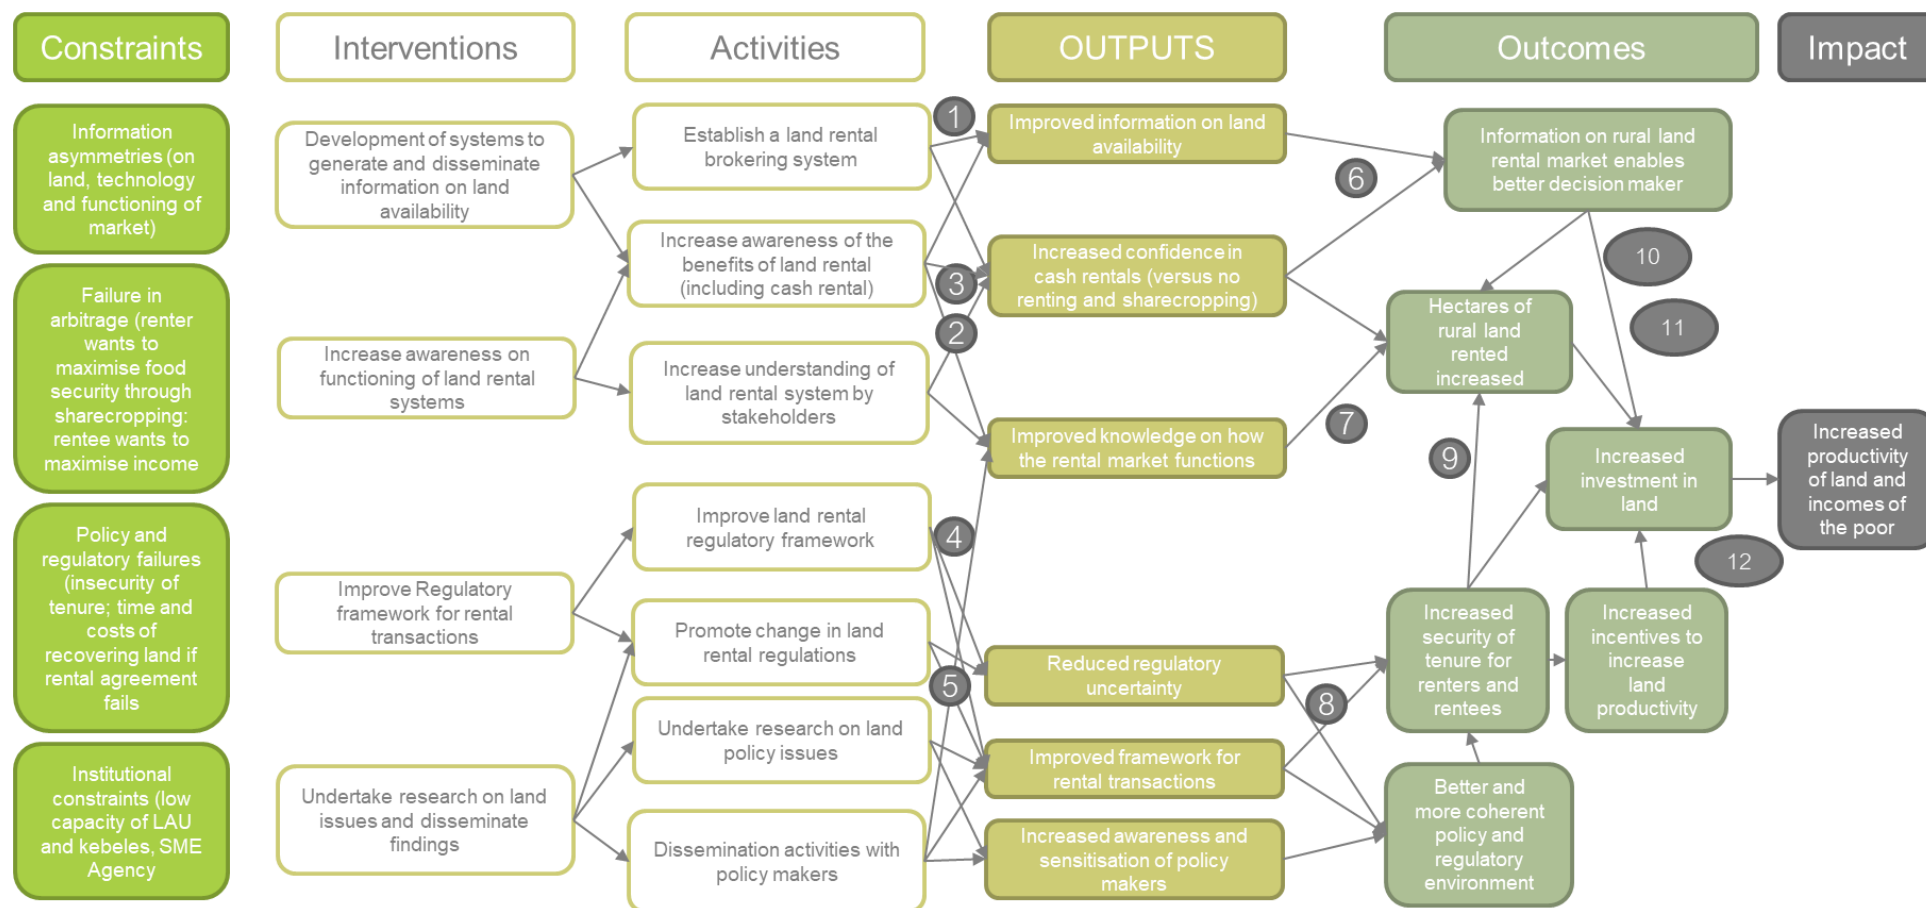 Constraints
Interventions
Activities
OUTPUTS
Outcomes
Impact
Information
asymmetries (on
land, technology
and functioning of
market)
Failure in
arbitrage (renter
wants to
maximise food
security through
sharecropping:
rentee wants to
maximise income
Policy and
regulatory failures
(insecurity of
tenure; time and
costs of
recovering land if
rental agreement
fails
Institutional
constraints (low
capacity of LAU
and kebeles, SME
Agency
Development of systems to
generate and disseminate
information on land
availability
Increase awareness on
functioning of land rental
systems
Improve Regulatory
framework for rental
transactions
Undertake research on land
issues and disseminate
findings
Establish a land rental
brokering system
Increase awareness of the
benefits of land rental
(including cash rental)
Increase understanding of
land rental system by
stakeholders
Improve land rental
regulatory framework
Promote change in land
rental regulations
Undertake research on land
policy issues
Dissemination activities with
policy makers
1
3
2
4
5
Improved information on land
availability
Increased confidence in
cash rentals (versus no
renting and sharecropping)
Improved knowledge on how
the rental market functions
Reduced regulatory
uncertainty
Improved framework for
rental transactions
Increased awareness and
sensitisation of policy
makers
6
7
9
8
Information on rural land
rental market enables
better decision maker
10
11
Hectares of
rural land
rented
increased
Increased
investment in
land
12
Increased
security of
tenure for
renters and
rentees
Increased
incentives to
increase
land
productivity
Better and
more coherent
policy and
regulatory
environment
Increased
productivity
of land and
incomes of
the poor